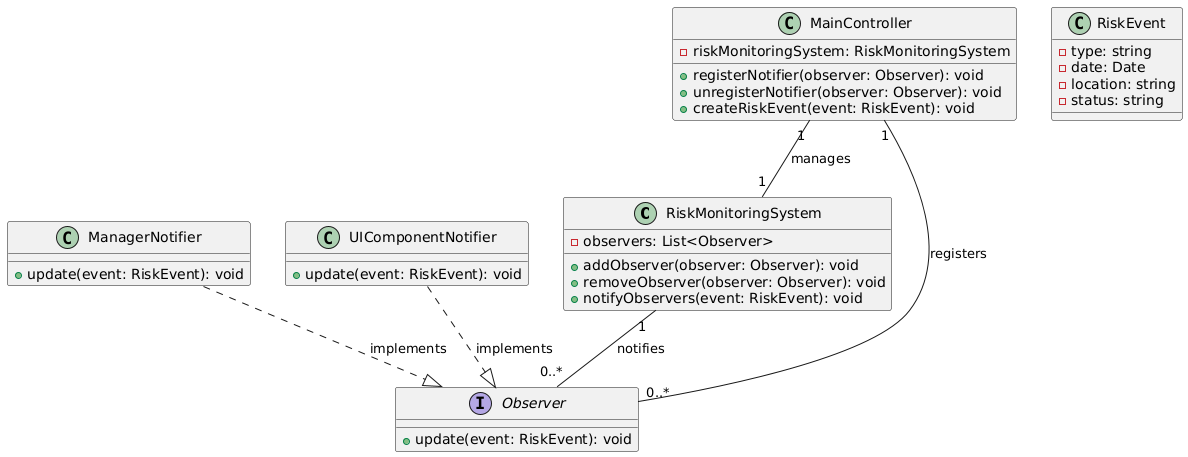 C MainController
riskMonitoringSystem: RiskMonitoringSystem
registerNotifier(observer: Observer): void
unregisterNotifier(observer: Observer): void
createRiskEvent(event: RiskEvent): void
C RiskEvent
type: string
date: Date
location: string
status: string
1
1
manages
1
registers
C ManagerNotifier
update(event: RiskEvent): void
C UIComponentNotifier
update(event: RiskEvent): void
C RiskMonitoringSystem
observers: List<Observer>
addObserver(observer: Observer): void
removeObserver(observer: Observer): void
notifyObservers(event: RiskEvent): void
implements
implements
1
notifies
0..*
0..*
I Observer
update(event: RiskEvent): void